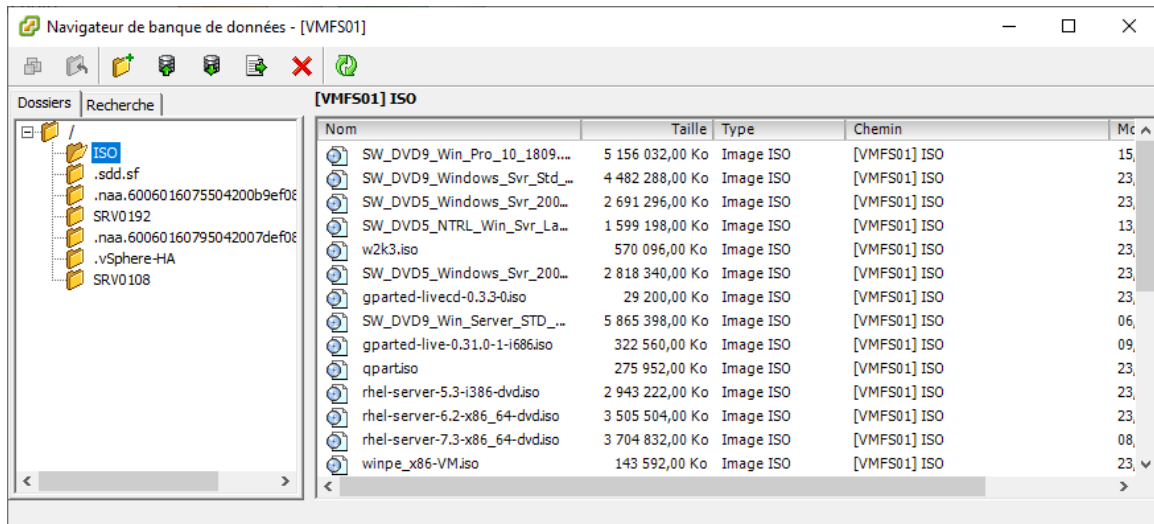 Navigateur de banque de données - [VMFS01]
Dossiers Recherche
[VMFS01] ISO
/
ISO
.sdd.sf
.naa.6006016075504200b9ef08
SRV0192
.naa.60060160795042007def08
.vSphere-HA
SRV0108
Nom Taille Type Chemin Mc
SW_DVD9_Win_Pro_10_1809.... 5 156 032,00 Ko Image ISO [VMFS01] ISO 15,
SW_DVD9_Windows_Svr_Std_... 4 482 288,00 Ko Image ISO [VMFS01] ISO 23,
SW_DVD5_Windows_Svr_200... 2 691 296,00 Ko Image ISO [VMFS01] ISO 23,
SW_DVD5_NTRL_Win_Svr_La... 1 599 198,00 Ko Image ISO [VMFS01] ISO 13,
w2k3.iso 570 096,00 Ko Image ISO [VMFS01] ISO 23,
SW_DVD5_Windows_Svr_200... 2 818 340,00 Ko Image ISO [VMFS01] ISO 23,
gparted-livecd-0.3.3-0.iso 29 200,00 Ko Image ISO [VMFS01] ISO 23,
SW_DVD9_Win_Server_STD_... 5 865 398,00 Ko Image ISO [VMFS01] ISO 06,
gparted-live-0.31.0-1-i686.iso 322 560,00 Ko Image ISO [VMFS01] ISO 09,
qpart.iso 275 952,00 Ko Image ISO [VMFS01] ISO 23,
rhel-server-5.3-i386-dvd.iso 2 943 222,00 Ko Image ISO [VMFS01] ISO 23,
rhel-server-6.2-x86_64-dvd.iso 3 505 504,00 Ko Image ISO [VMFS01] ISO 23,
rhel-server-7.3-x86_64-dvd.iso 3 704 832,00 Ko Image ISO [VMFS01] ISO 08,
winpe_x86-VM.iso 143 592,00 Ko Image ISO [VMFS01] ISO 23,